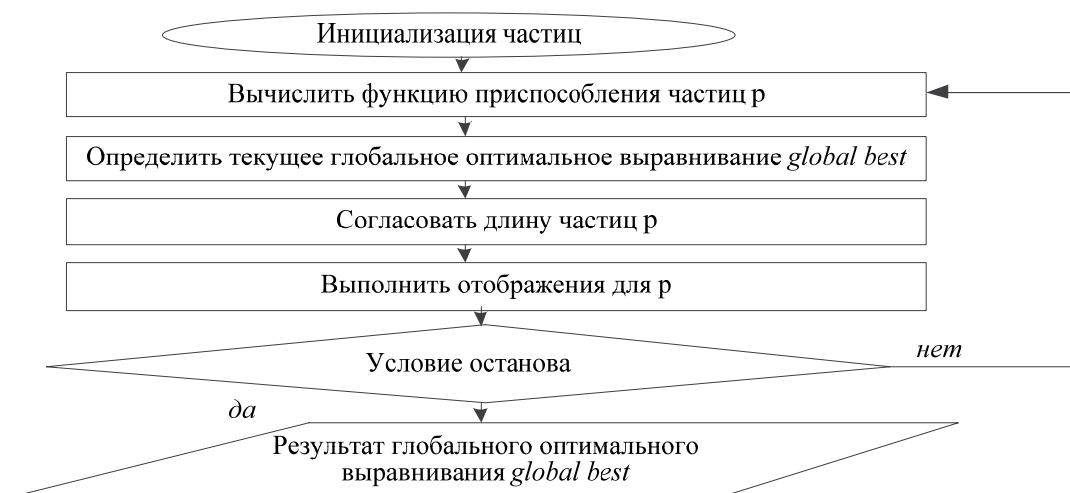 Инициализация частиц
Вычислить функцию приспособления частиц p
Определить текущее глобальное оптимальное выравнивание global best
Согласовать длину частиц p
Выполнить отображения для p
Условие останова
нет
да
Результат глобального оптимального
выравнивания global best